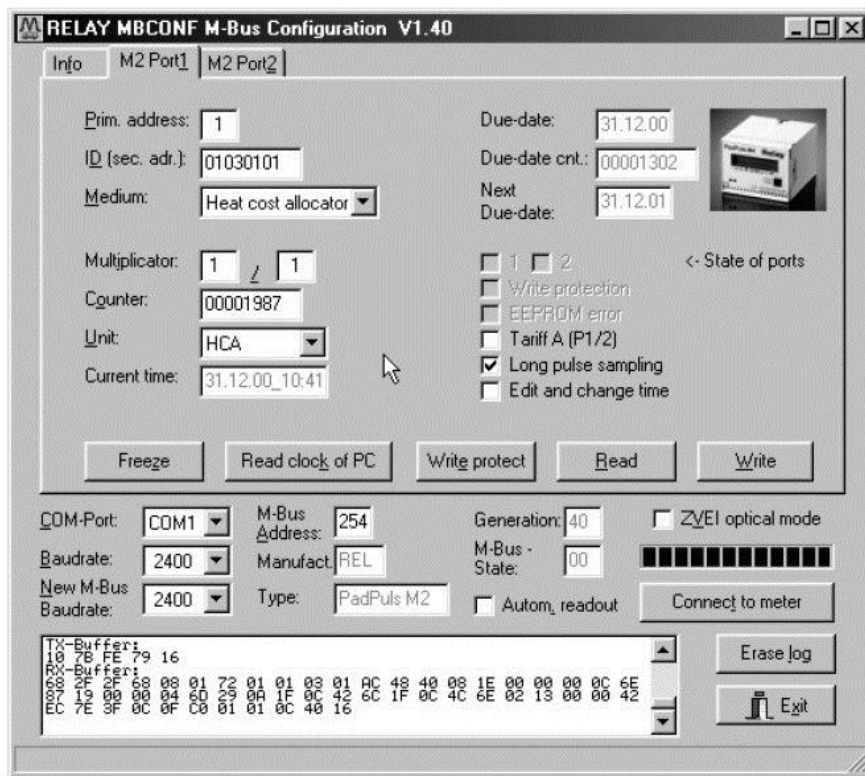 RELAY MBCONF M-Bus Configuration V1.40
Info M2 Port1 M2 Port2
Prim. address: 1
ID (sec. adr.): 01030101
Medium: Heat cost allocator
Due-date: 31.12.00
Due-date cnt.: 00001302
Next
Due-date: 31.12.01
Multiplicator: 1 / 1
Counter: 00001987
Unit: HCA
Current time: 31.12.00_10:41
1 2 <- State of ports
Write protection
EEPROM error
Tariff A (P1/2)
Long pulse sampling
Edit and change time
Freeze Read clock of PC Write protect Read Write
COM-Port: COM1
Baudrate: 2400
New M-Bus
Baudrate: 2400
M-Bus
Address: 254
Manufact. REL
Type: PadPuls M2
Generation: 40
M-Bus -
State: 00
Autom. readout
ZVEI optical mode
Connect to meter
TX-Buffer:
10 7B FE 79 16
RX-Buffer:
68 2F 2F 68 08 01 72 01 01 03 01 AC 48 40 08 1E 00 00 00 0C 6E
87 19 00 00 04 6D 29 0A 1F 0C 42 6C 1F 0C 4C 6E 02 13 00 00 42
EC 7E 3F 0C 0F C0 01 01 0C 40 16
Erase log
Exit